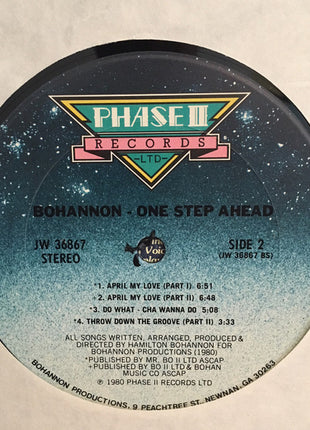 PHASE II
RECORDS
®
-LTD-
BOHANNON - ONE STEP AHEAD
JW 36867
STEREO
SIDE 2
(JW 36867 BS)
1. APRIL MY LOVE (PART I) 6:51
+2. APRIL MY LOVE (PART II) 6:48
*3. DO WHAT - CHA WANNA DO 5:08
*4. THROW DOWN THE GROOVE (PART II) 3:33
ALL SONGS WRITTEN, ARRANGED, PRODUCED &
DIRECTED BY HAMILTON BOHANNON FOR
BOHANNON PRODUCTIONS (1980)
*PUBLISHED BY MR. BO II LTD ASCAP
+PUBLISHED BY BO II LTD & BOHAN
MUSIC CO ASCAP
℗ 1980 PHASE II RECORDS LTD
BOHANNON PRODUCTIONS, 9 PEACHTREE ST. NEWNAN, GA 30263